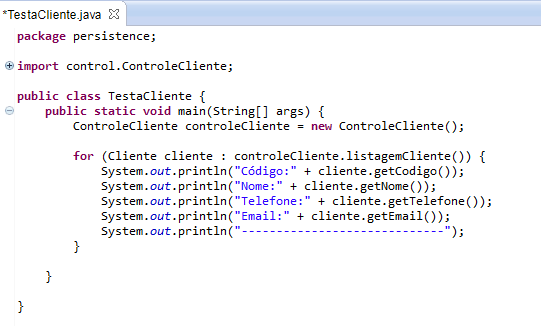 *TestaCliente.java
package persistence;
import control.ControleCliente;
public class TestaCliente {
public static void main(String[] args) {
ControleCliente controleCliente = new ControleCliente();
for (Cliente cliente : controleCliente.listagemCliente()) {
System.out.println("Código:" + cliente.getCodigo());
System.out.println("Nome:" + cliente.getNome());
System.out.println("Telefone:" + cliente.getTelefone());
System.out.println("Email:" + cliente.getEmail());
System.out.println("-----------------------------");
}
}
}